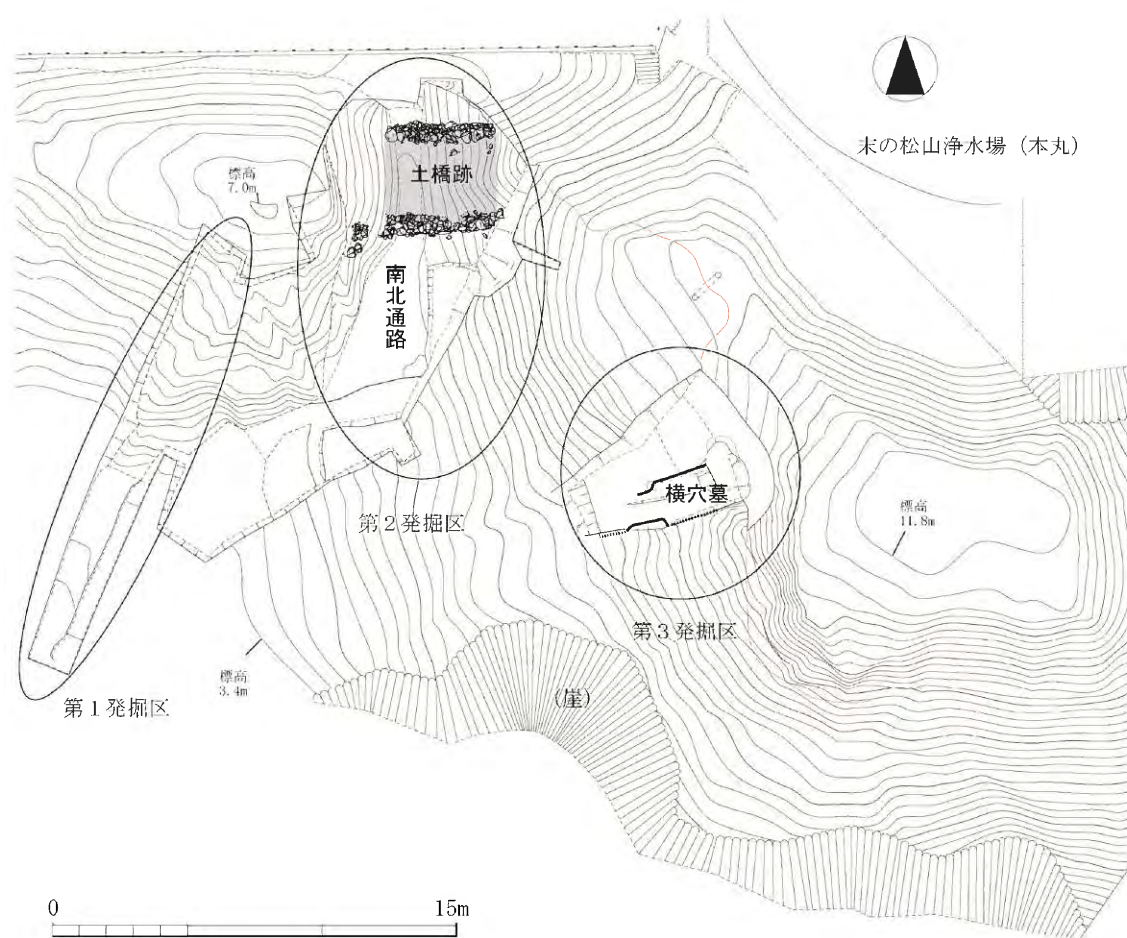 末の松山浄水場（本丸）
標高
7.0m
土橋跡
南北通路
横穴墓
標高
11.8m
第２発掘区
第３発掘区
標高
3.4m
第１発掘区
(崖)
0
15m